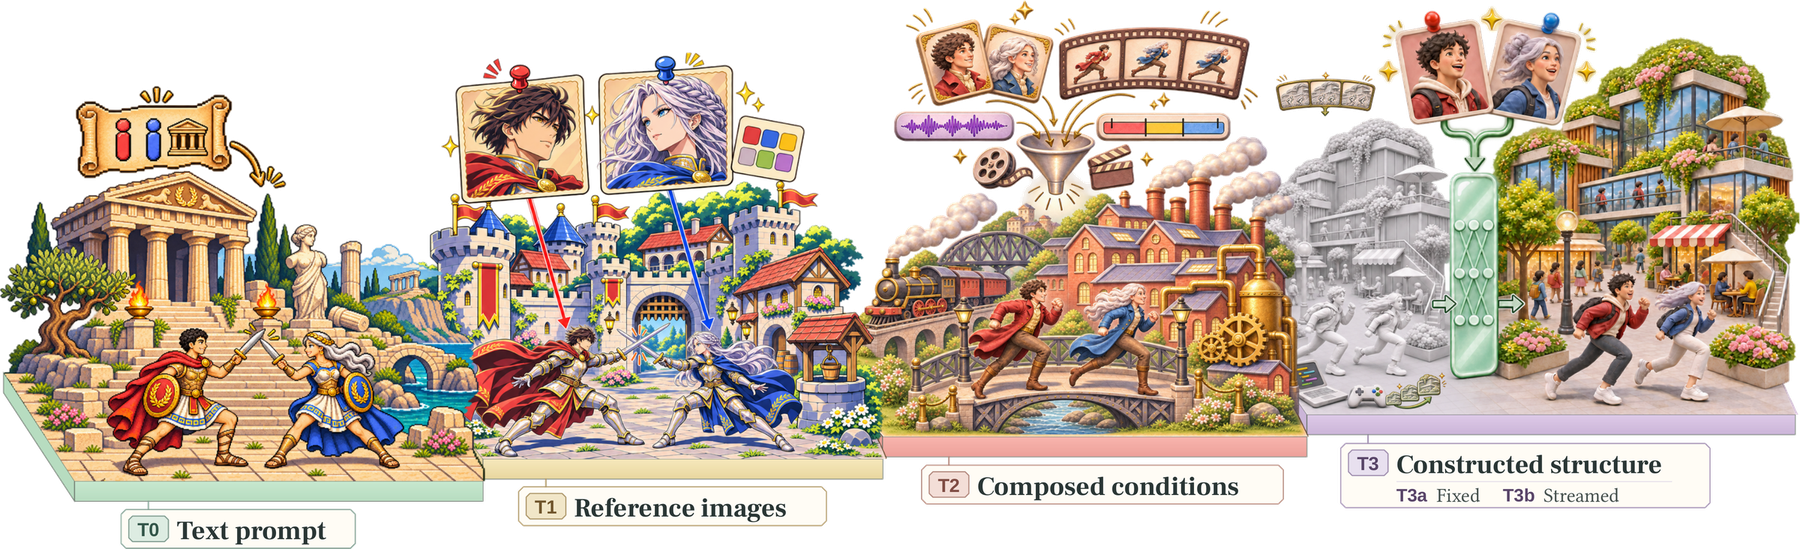 T0 Text prompt
T1 Reference images
T2 Composed conditions
T3 Constructed structure
T3a Fixed T3b Streamed